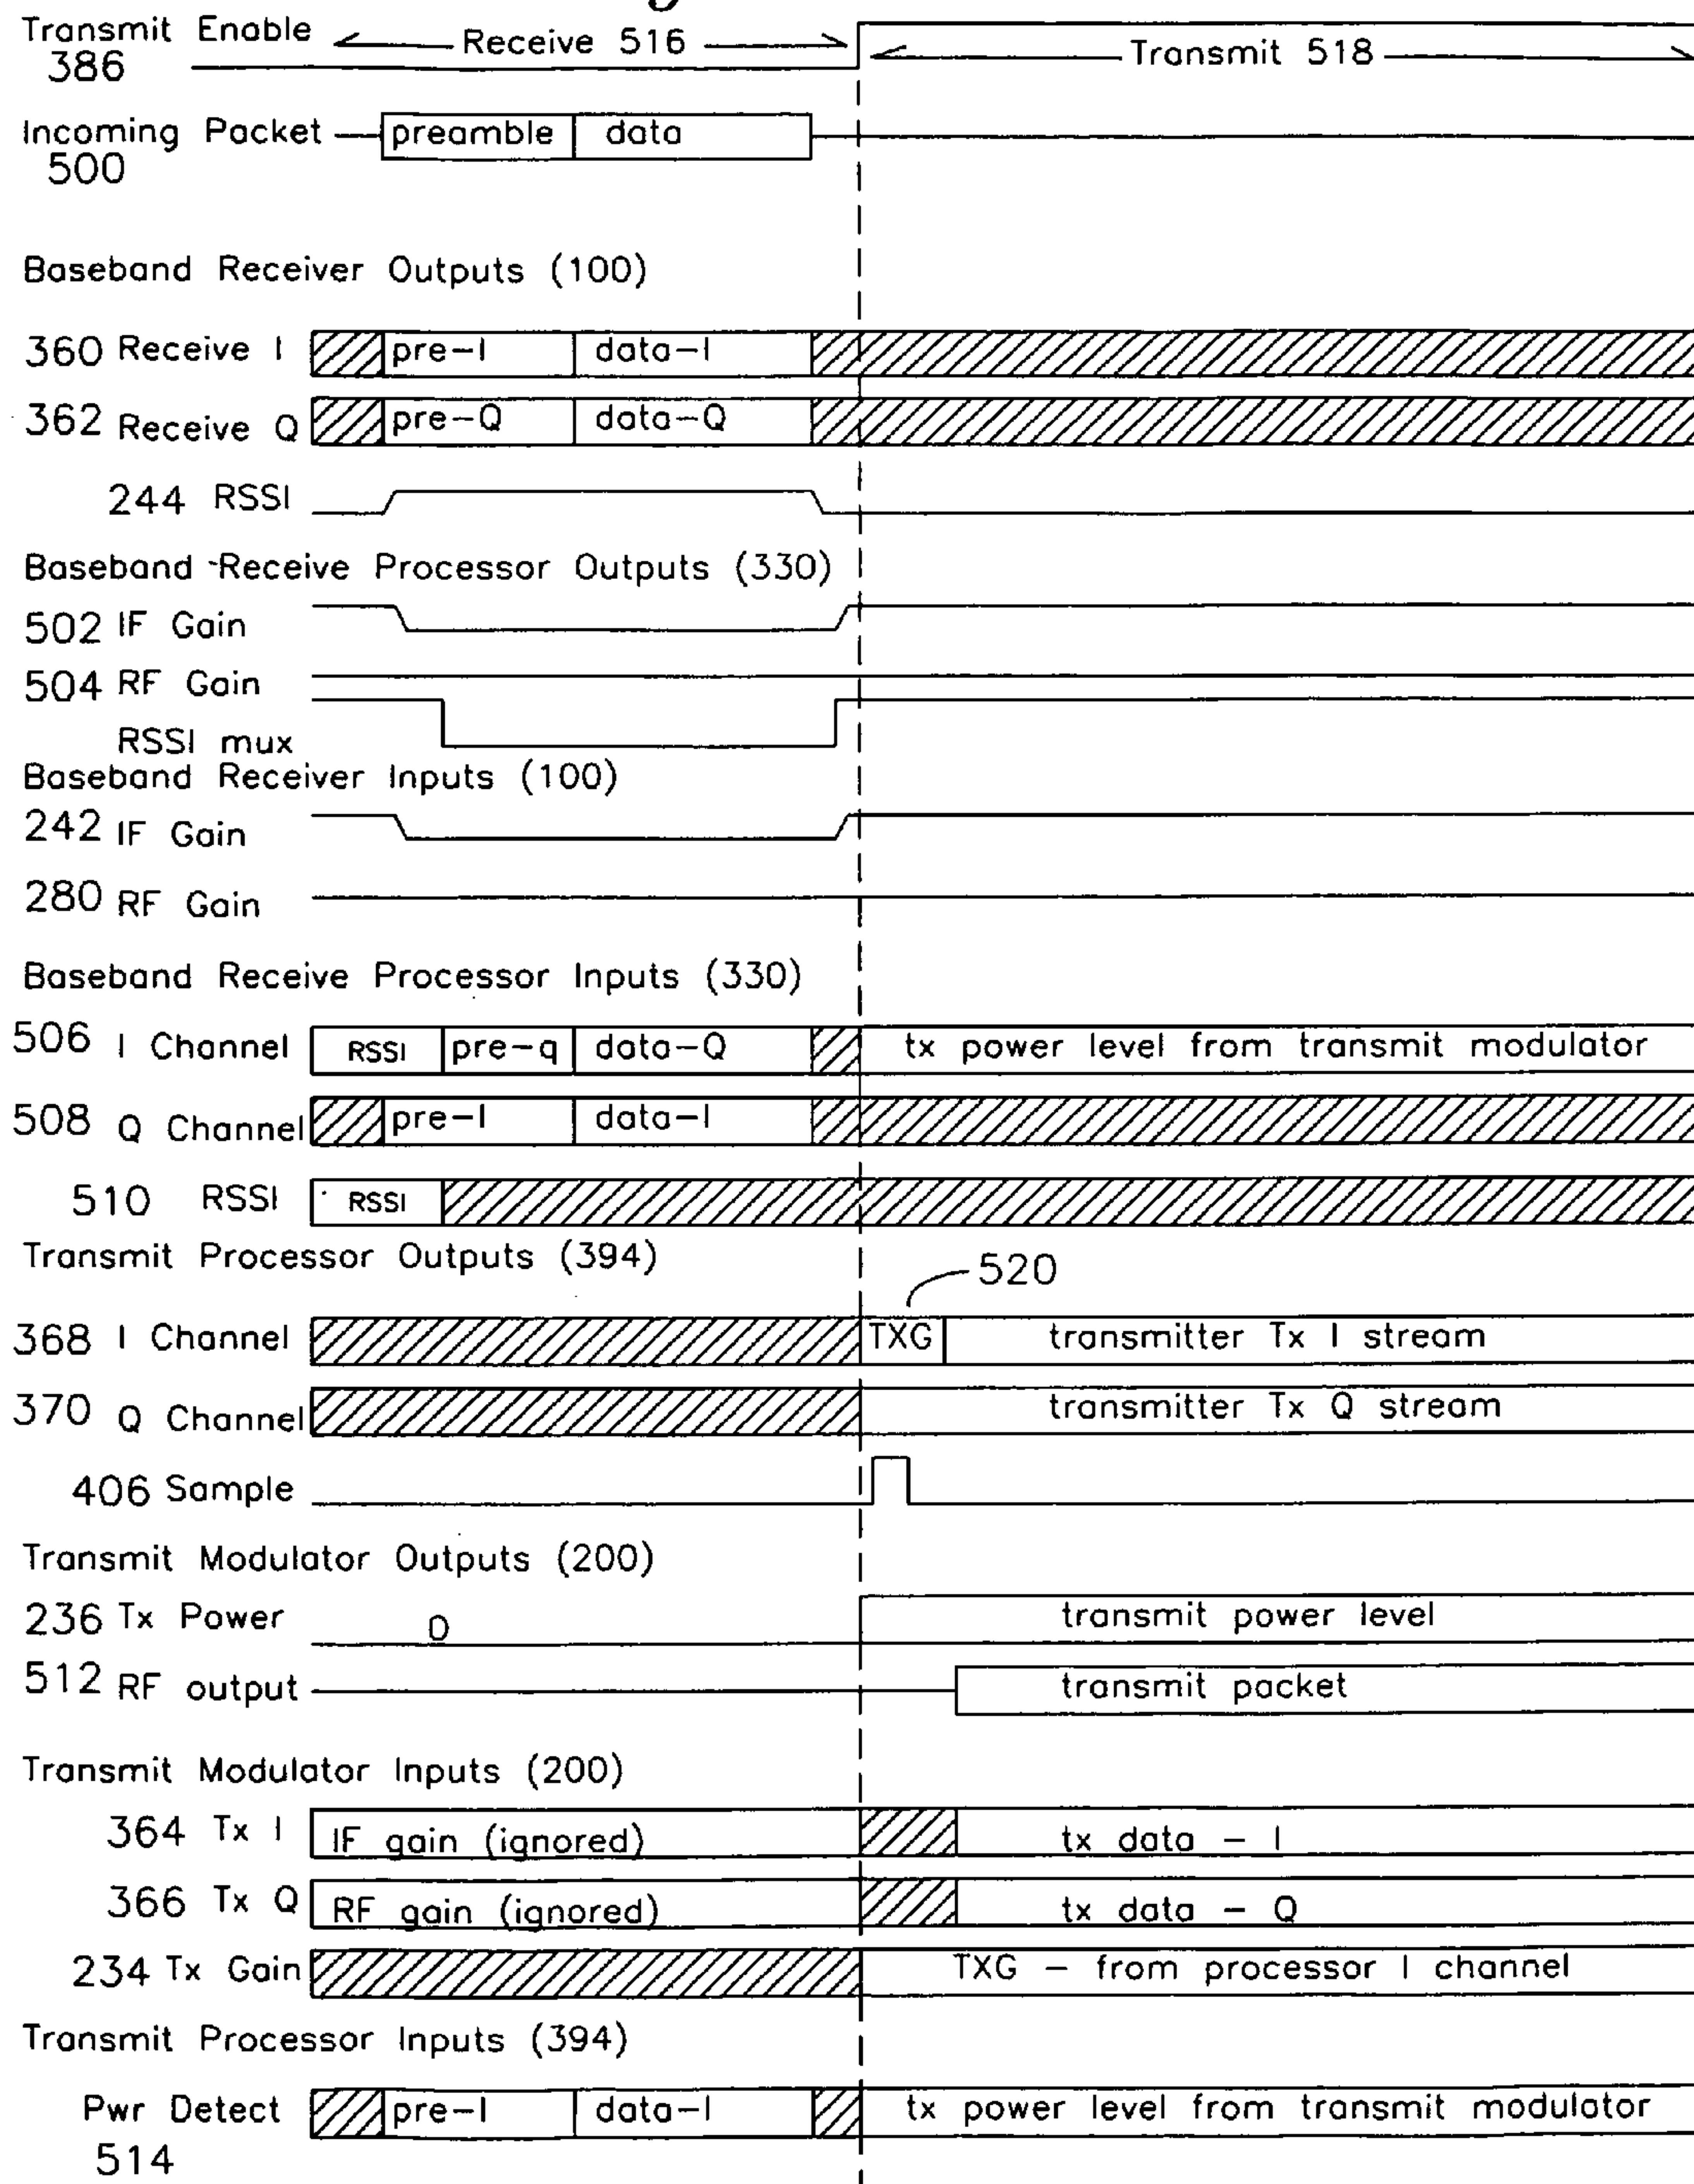 Transmit Enable
Receive 516
Transmit 518
386
Incoming Packet
preamble data
500
Baseband Receiver Outputs (100)
360 Receive I pre-I data-I
362 Receive Q pre-Q data-Q
244 RSSI
Baseband Receive Processor Outputs (330)
502 IF Gain
504 RF Gain
RSSI mux
Baseband Receiver Inputs (100)
242 IF Gain
280 RF Gain
Baseband Receive Processor Inputs (330)
506 I Channel RSSI pre-q data-Q tx power level from transmit modulator
508 Q Channel pre-I data-I
510 RSSI RSSI
Transmit Processor Outputs (394)
520
368 I Channel TXG transmitter Tx I stream
370 Q Channel transmitter Tx Q stream
406 Sample
Transmit Modulator Outputs (200)
236 Tx Power 0 transmit power level
512 RF output transmit packet
Transmit Modulator Inputs (200)
364 Tx I IF gain (ignored) tx data - I
366 Tx Q RF gain (ignored) tx data - Q
234 Tx Gain TXG - from processor I channel
Transmit Processor Inputs (394)
Pwr Detect pre-I data-I tx power level from transmit modulator
514